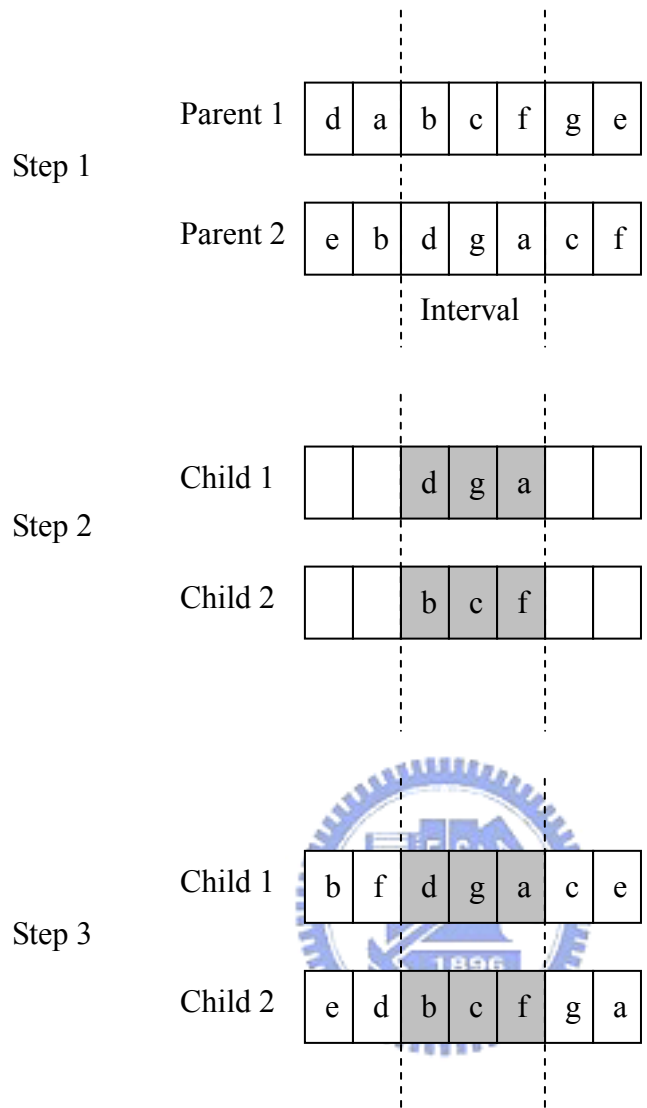 Parent 1 d a b c f g e
Step 1
Parent 2 e b d g a c f
Interval
Child 1 d g a
Step 2
Child 2 b c f
Child 1 b f d g a c e
Step 3
1896
Child 2 e d b c f g a